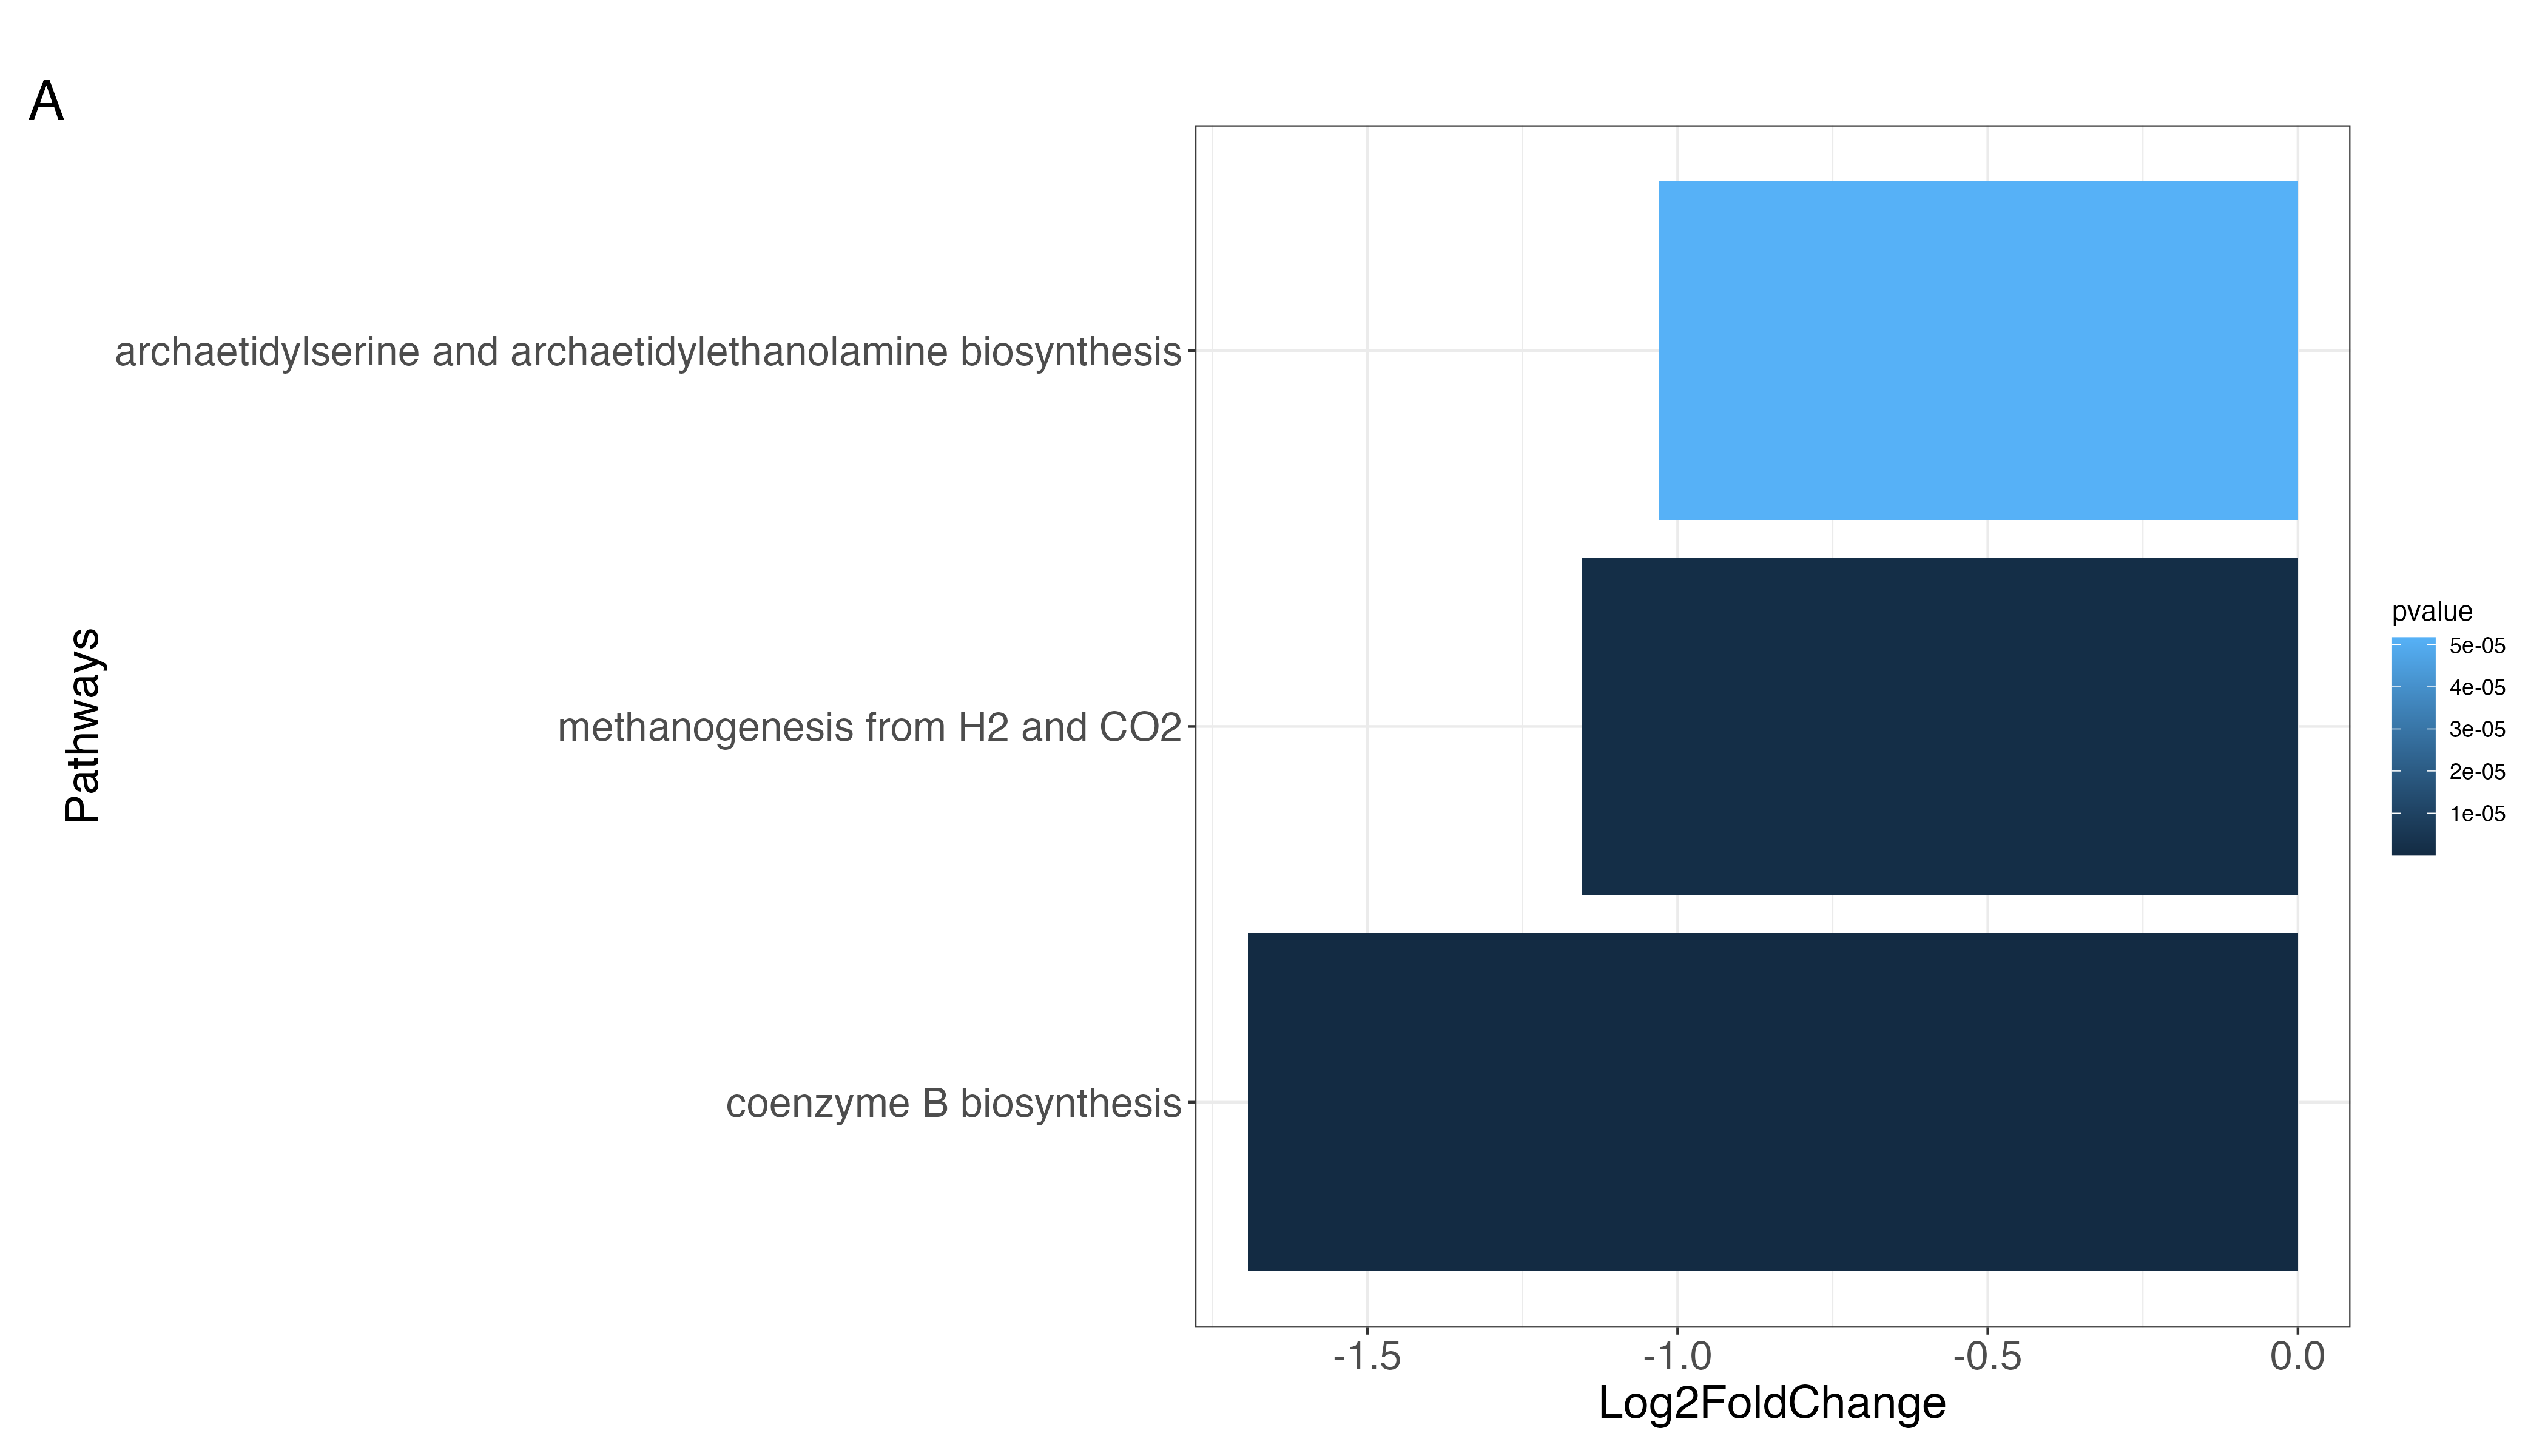 A
archaetidylserine and archaetidylethanolamine biosynthesis
methanogenesis from H2 and CO2
coenzyme B biosynthesis
Pathways
-1.5
-1.0
-0.5
0.0
Log2FoldChange
pvalue
5e-05
4e-05
3e-05
2e-05
1e-05